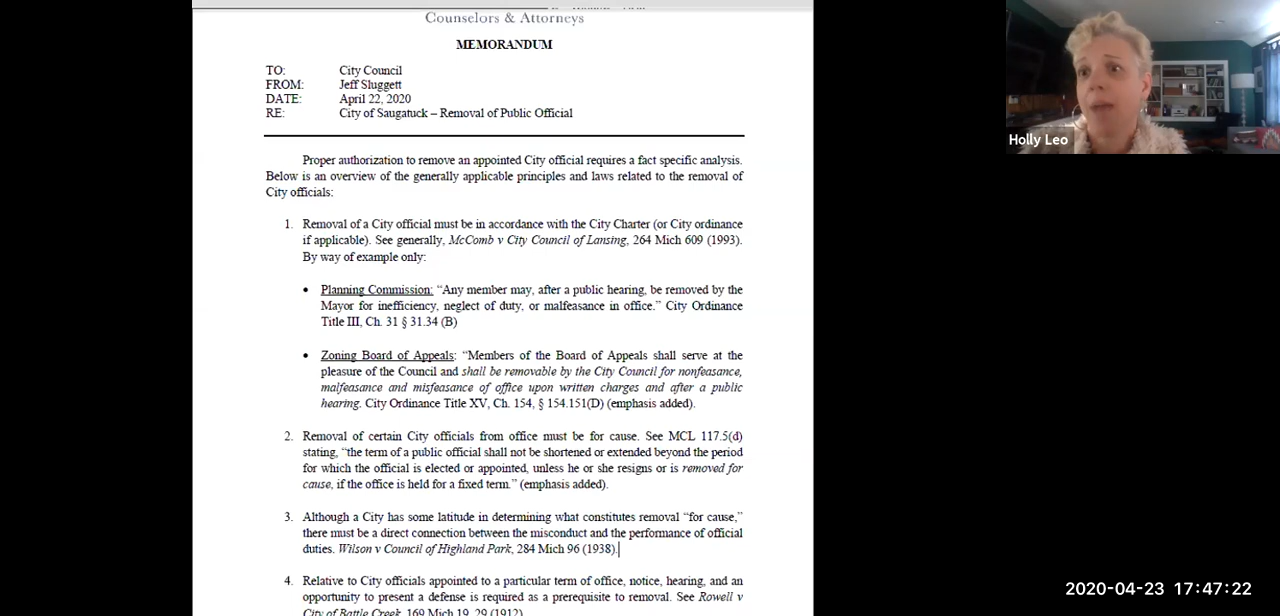 Counselors & Attorneys
MEMORANDUM
TO: City Council
FROM: Jeff Sluggett
DATE: April 22, 2020
RE: City of Saugatuck – Removal of Public Official
Proper authorization to remove an appointed City official requires a fact specific analysis.
Below is an overview of the generally applicable principles and laws related to the removal of
City officials:
1. Removal of a City official must be in accordance with the City Charter (or City ordinance
if applicable). See generally, McComb v City Council of Lansing, 264 Mich 609 (1993).
By way of example only:
• Planning Commission: “Any member may, after a public hearing, be removed by the
Mayor for inefficiency, neglect of duty, or malfeasance in office.” City Ordinance
Title III, Ch. 31 § 31.34 (B)
• Zoning Board of Appeals: “Members of the Board of Appeals shall serve at the
pleasure of the Council and shall be removable by the City Council for nonfeasance,
malfeasance and misfeasance of office upon written charges and after a public
hearing. City Ordinance Title XV, Ch. 154, § 154.151(D) (emphasis added).
2. Removal of certain City officials from office must be for cause. See MCL 117.5(d)
stating, “the term of a public official shall not be shortened or extended beyond the period
for which the official is elected or appointed, unless he or she resigns or is removed for
cause, if the office is held for a fixed term.” (emphasis added).
3. Although a City has some latitude in determining what constitutes removal “for cause,”
there must be a direct connection between the misconduct and the performance of official
duties. Wilson v Council of Highland Park, 284 Mich 96 (1938).
4. Relative to City officials appointed to a particular term of office, notice, hearing, and an
opportunity to present a defense is required as a prerequisite to removal. See Rowell v
City of Battle Creek, 169 Mich 19, 29 (1912)
Holly Leo
2020-04-23 17:47:22